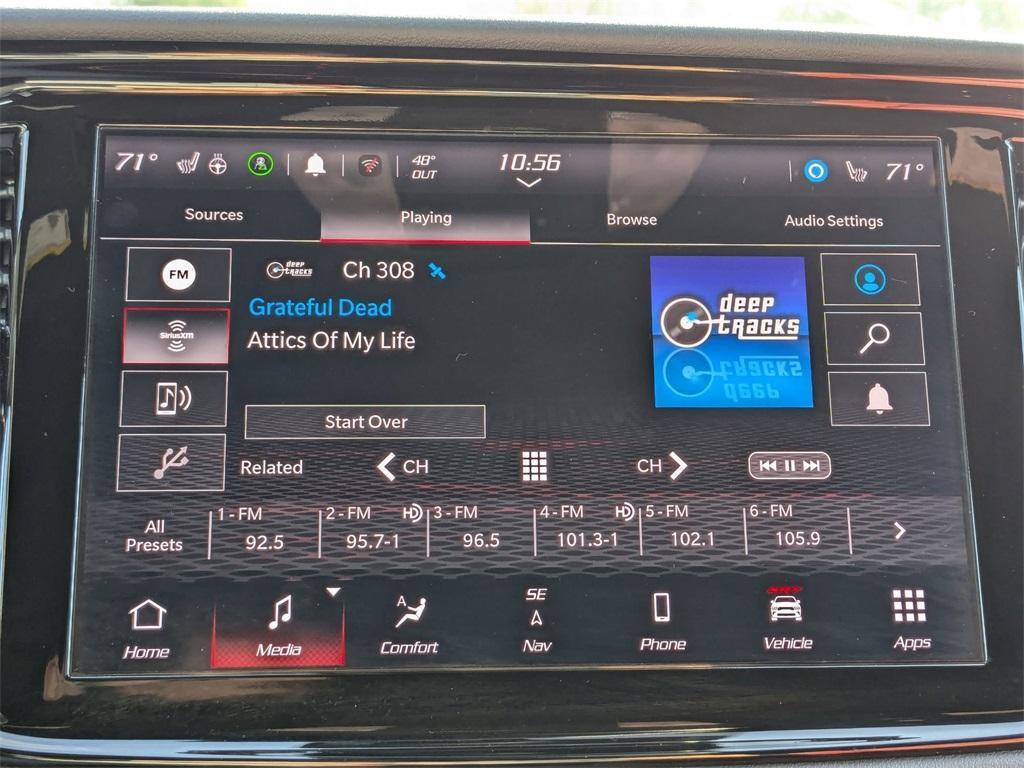 71°
48°
OUT
10:56
71°
Sources
Playing
Browse
Audio Settings
FM
deep
tracks
Ch 308
Grateful Dead
SiriusXM
Attics Of My Life
deep
tracks
Start Over
Related
CH
CH
All
Presets
1 - FM
92.5
2 - FM HD
95.7-1
3 - FM
96.5
4 - FM HD
101.3-1
5 - FM
102.1
6 - FM
105.9
Home
Media
A
Comfort
SE
Nav
Phone
SRT
Vehicle
Apps